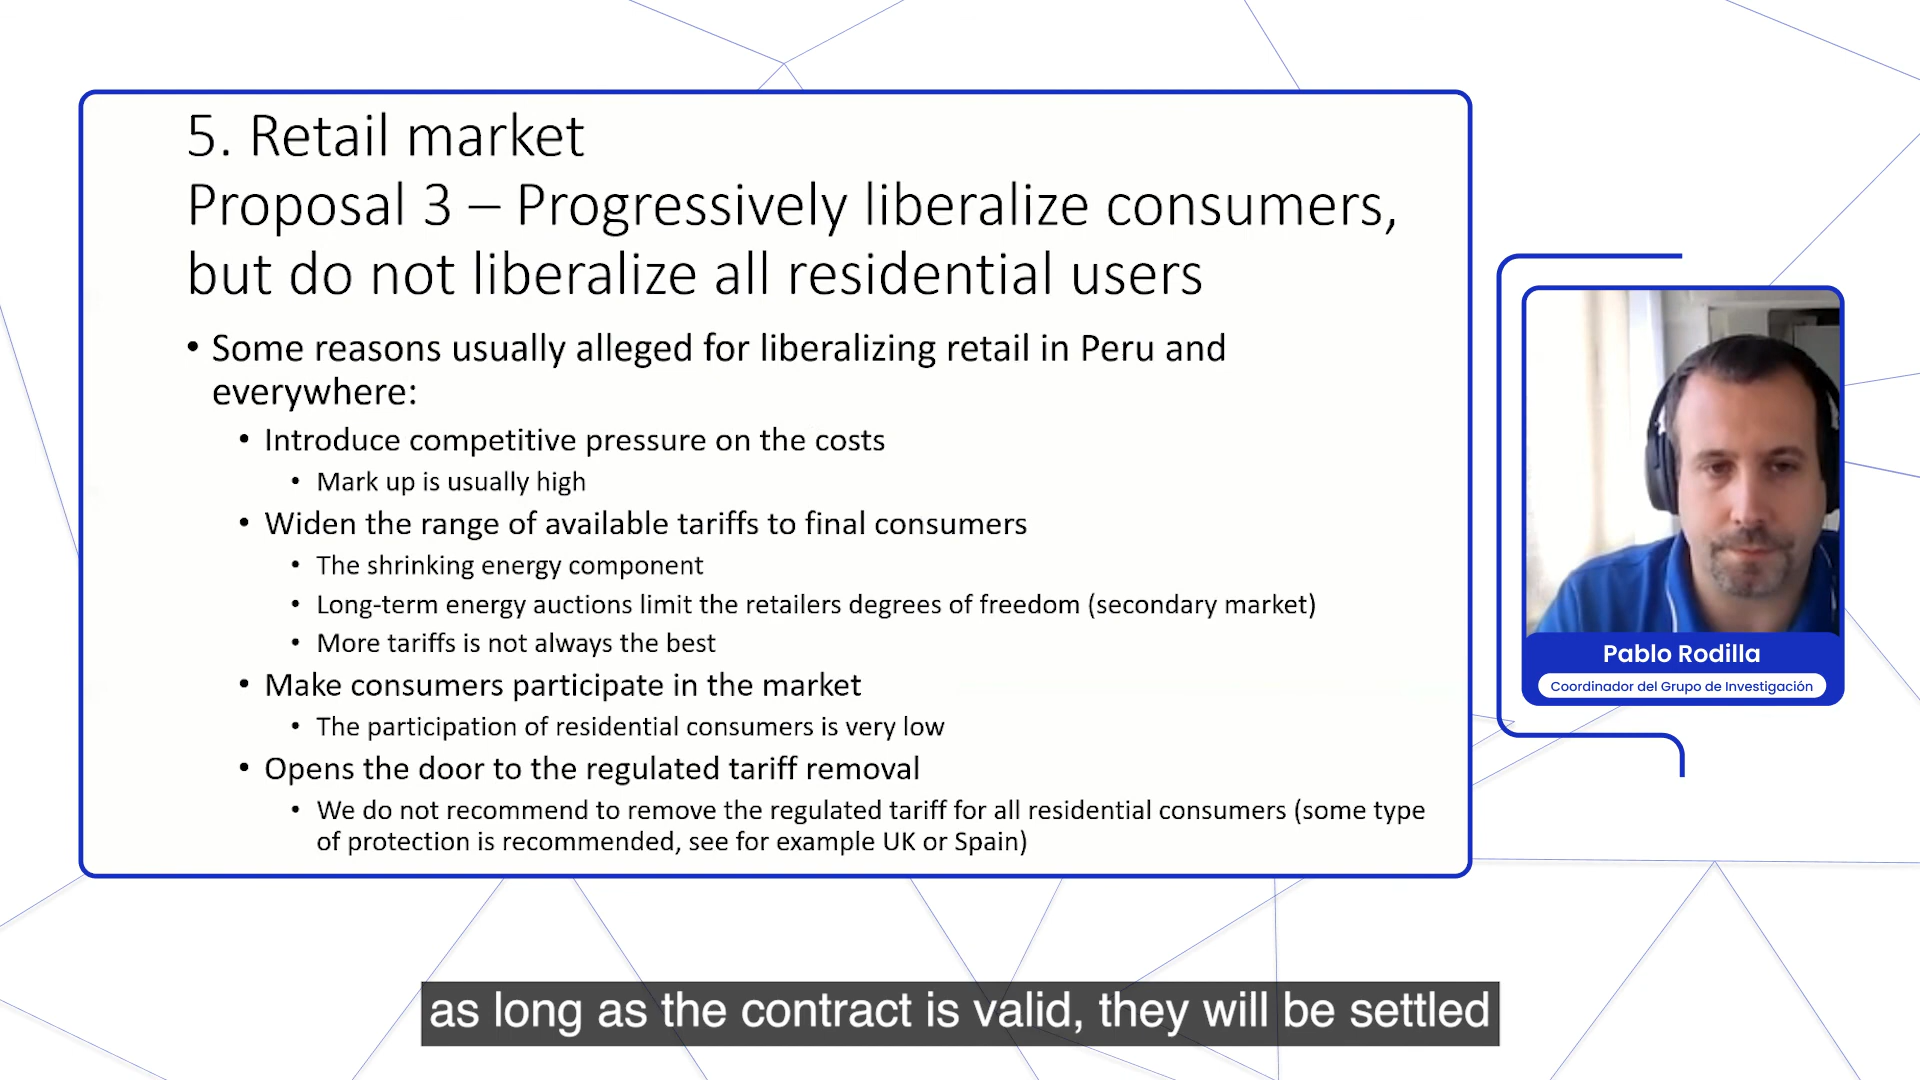 5. Retail market
Proposal 3 – Progressively liberalize consumers,
but do not liberalize all residential users
• Some reasons usually alleged for liberalizing retail in Peru and
everywhere:
• Introduce competitive pressure on the costs
• Mark up is usually high
• Widen the range of available tariffs to final consumers
• The shrinking energy component
• Long-term energy auctions limit the retailers degrees of freedom (secondary market)
• More tariffs is not always the best
• Make consumers participate in the market
• The participation of residential consumers is very low
• Opens the door to the regulated tariff removal
• We do not recommend to remove the regulated tariff for all residential consumers (some type
of protection is recommended, see for example UK or Spain)
Pablo Rodilla
Coordinador del Grupo de Investigación
as long as the contract is valid, they will be settled